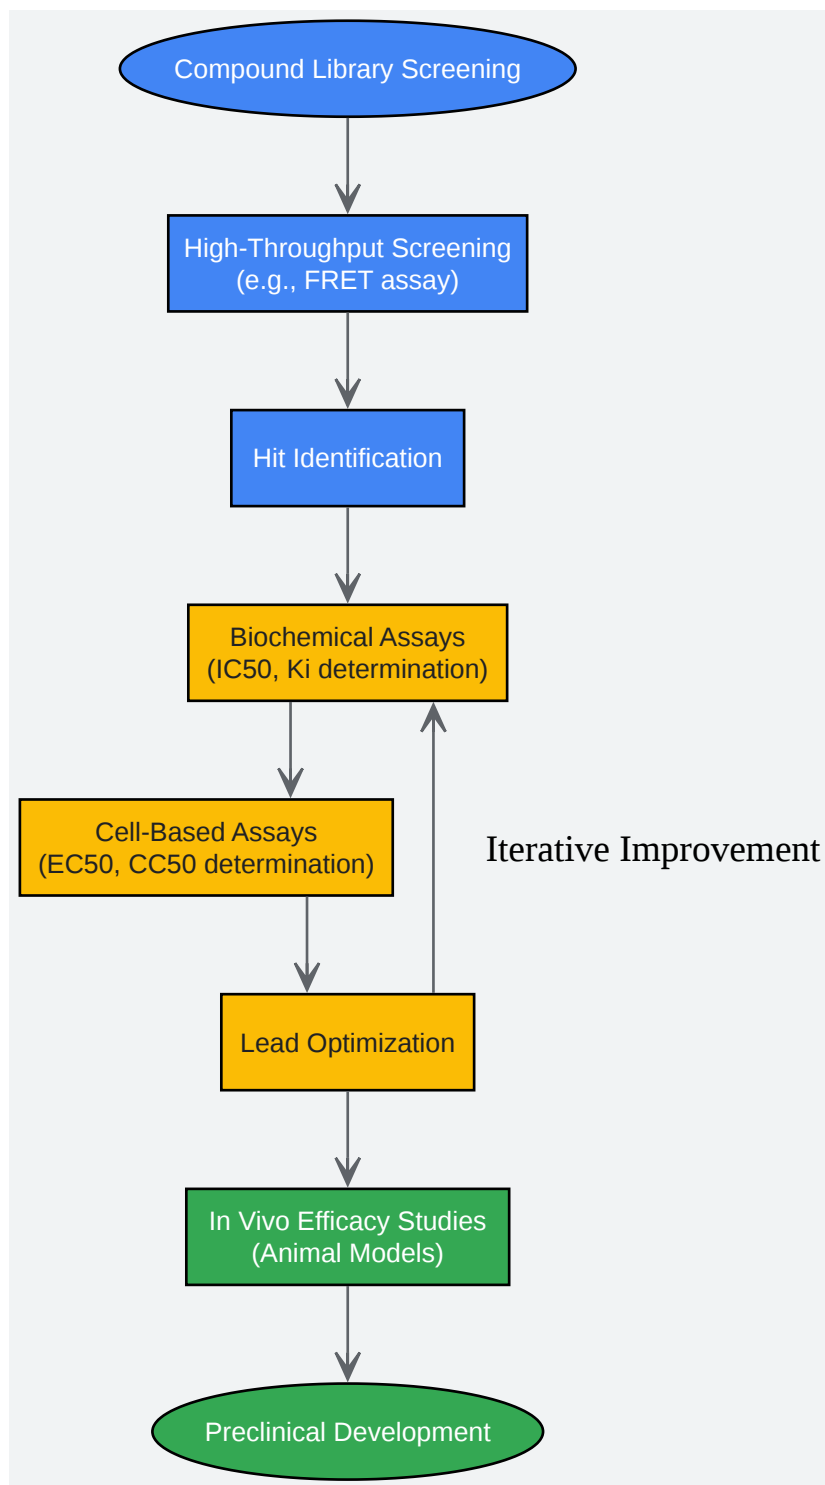 Compound Library Screening
High-Throughput Screening
(e.g., FRET assay)
Hit Identification
Biochemical Assays
(IC50, Ki determination)
Cell-Based Assays
(EC50, CC50 determination)
Iterative Improvement
Lead Optimization
In Vivo Efficacy Studies
(Animal Models)
Preclinical Development